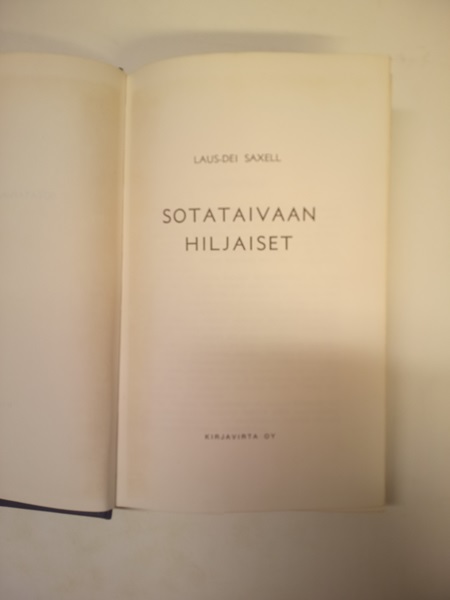 LAUS-DEI SAXELL
SOTATAIVAAN
HILJAISET
KIRJAVIRTA OY